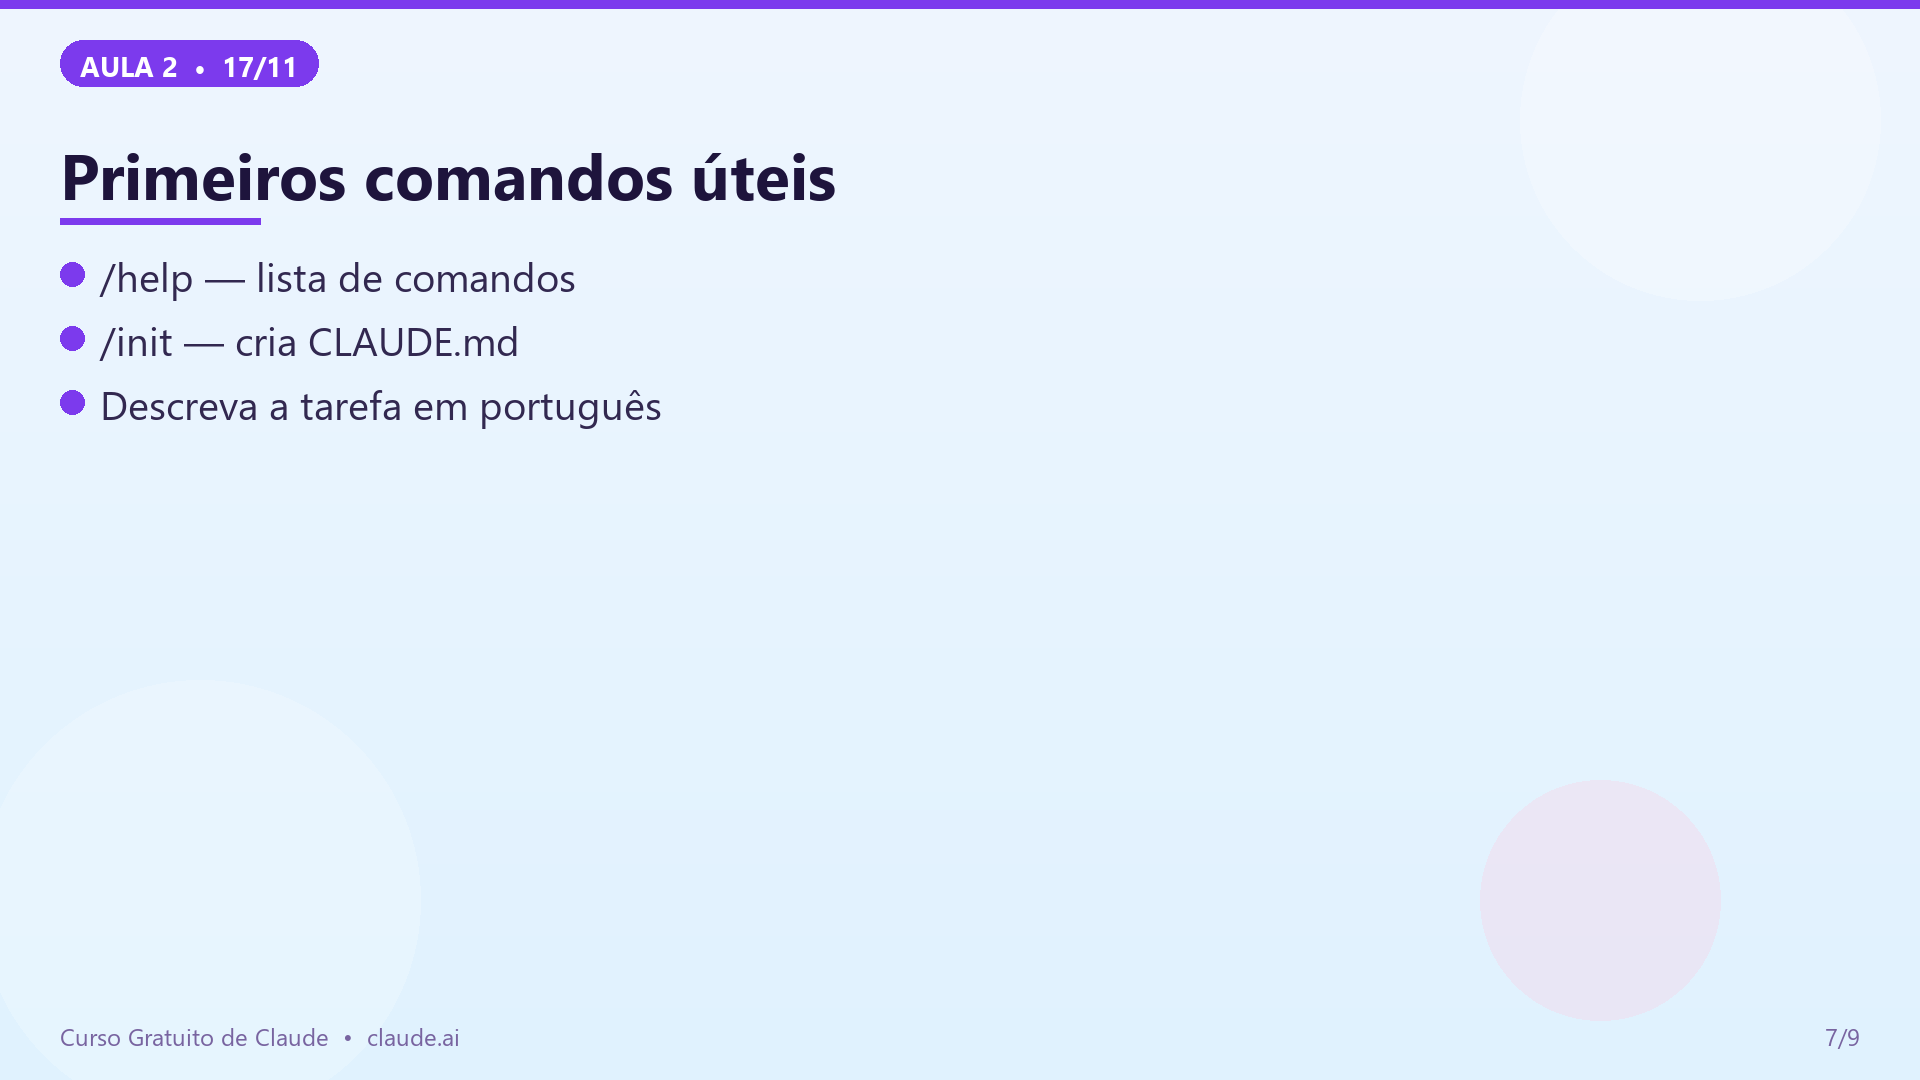 AULA 2 • 17/11
Primeiros comandos úteis
/help — lista de comandos
/init — cria CLAUDE.md
Descreva a tarefa em português
Curso Gratuito de Claude • claude.ai
7/9